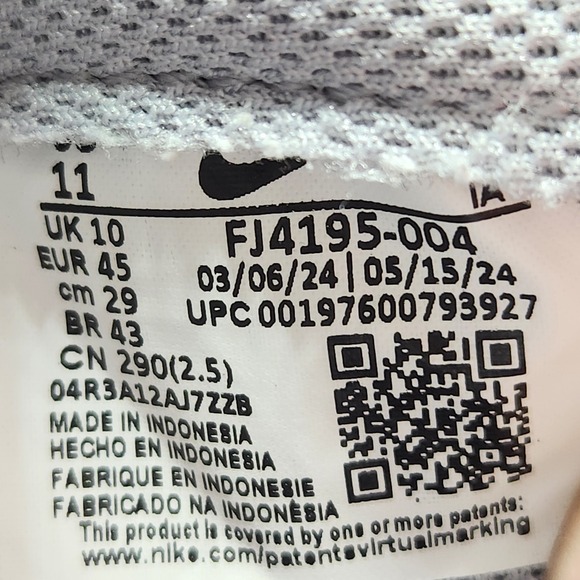 11
IA
UK 10
FJ4195-004
EUR 45
03/06/24 | 05/15/24
cm 29
UPC 00197600793927
BR 43
CN 290(2.5)
04R3A12AJ7ZZB
MADE IN INDONESIA
HECHO EN INDONESIA
FABRIQUE EN INDONESIE
FABRICADO NA INDONÉSIA
This product is covered by one or more patents:
www.nike.com/patentsvirtualmarking